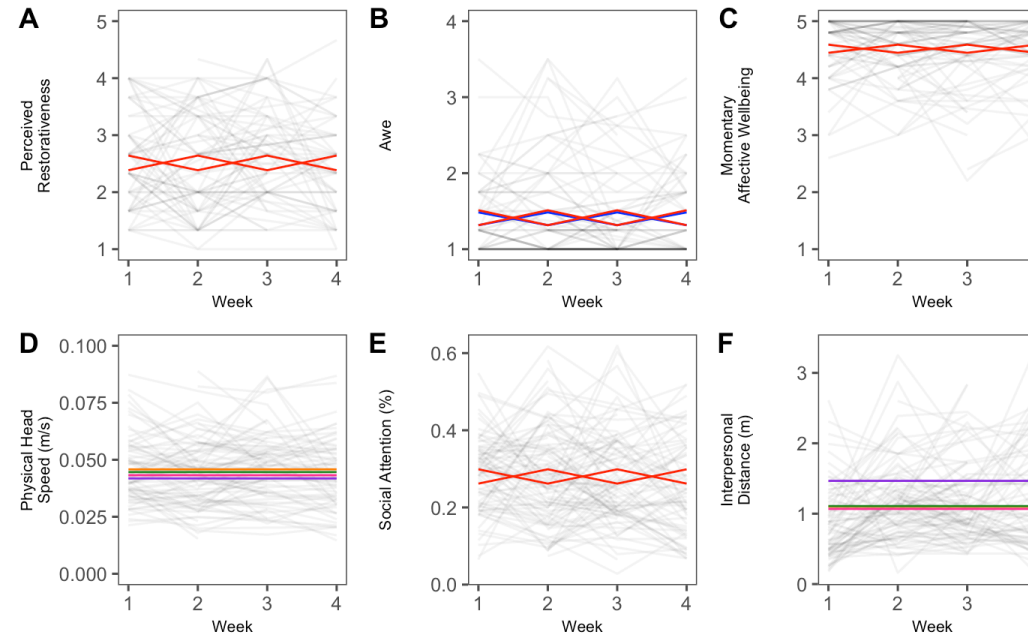 A
Perceived
Restorativeness
5
4
3
2
1
1 2 3 4
Week
B
Awe
4
3
2
1
1 2 3 4
Week
C
Momentary
Affective Wellbeing
5
4
3
2
1
1 2 3
Week
D
Physical Head
Speed (m/s)
0.100
0.075
0.050
0.025
0.000
1 2 3 4
Week
E
Social Attention (%)
0.6
0.4
0.2
0.0
1 2 3 4
Week
F
Interpersonal
Distance (m)
3
2
1
0
1 2 3
Week